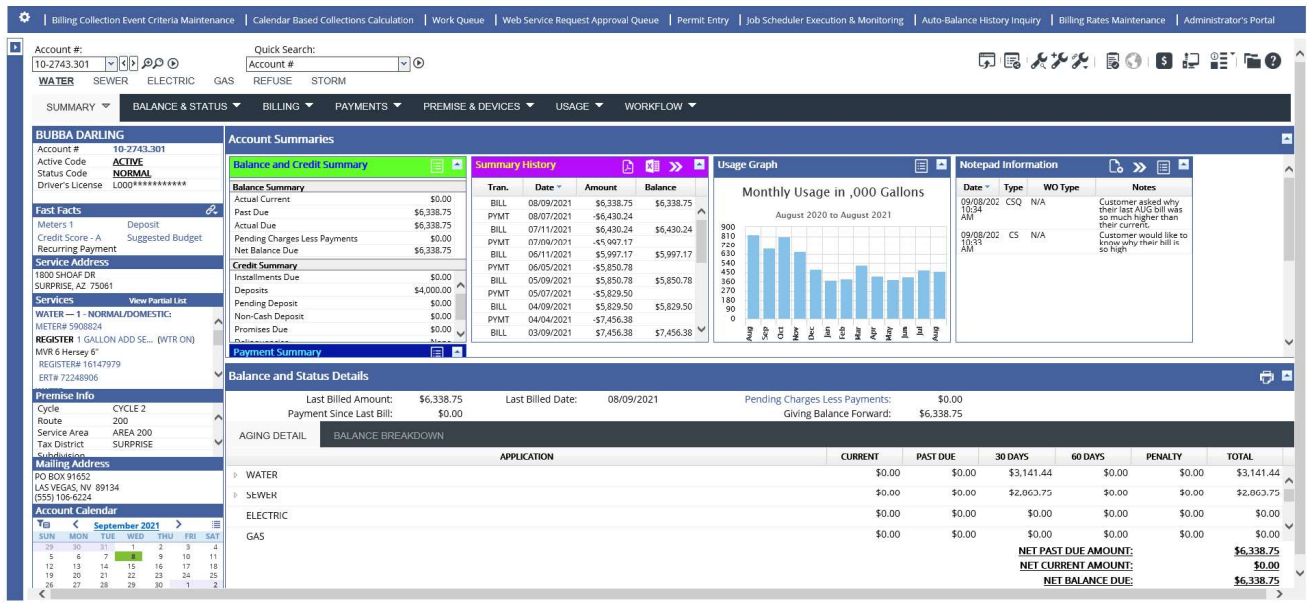 Billing Collection Event Criteria Maintenance | Calendar Based Collections Calculation | Work Queue | Web Service Request Approval Queue | Permit Entry | Job Scheduler Execution & Monitoring | Auto-Balance History Inquiry | Billing Rates Maintenance | Administrator's Portal
Account #: Quick Search:
10-2743.301 Account #
WATER SEWER ELECTRIC GAS REFUSE STORM
SUMMARY BALANCE & STATUS BILLING PAYMENTS PREMISE & DEVICES USAGE WORKFLOW
BUBBA DARLING
Account # 10-2743.301
Active Code ACTIVE
Status Code NORMAL
Driver's License L000***********
Fast Facts
Meters 1 Deposit
Credit Score - A Suggested Budget
Recurring Payment
Service Address
1800 SHOAF DR
SURPRISE, AZ 75061
Services View Partial List
WATER — 1 - NORMAL/DOMESTIC:
METER# 5908824
REGISTER 1 GALLON ADD SE... (WTR ON)
MVR 6 Hersey 6"
REGISTER# 16147979
ERT# 72248906
Premise Info
Cycle CYCLE 2
Route 200
Service Area AREA 200
Tax District SURPRISE
Subdivision
Mailing Address
PO BOX 91652
LAS VEGAS, NV 89134
(555) 106-6224
Account Calendar
September 2021
SUN MON TUE WED THU FRI SAT
29 30 31 1 2 3 4
5 6 7 8 9 10 11
12 13 14 15 16 17 18
19 20 21 22 23 24 25
26 27 28 29 30 1 2
Account Summaries
Balance and Credit Summary
Balance Summary
Actual Current $0.00
Past Due $6,338.75
Actual Due $6,338.75
Pending Charges Less Payments $0.00
Net Balance Due $6,338.75
Credit Summary
Installments Due $0.00
Deposits $4,000.00
Pending Deposit $0.00
Non-Cash Deposit $0.00
Promises Due $0.00
Delinquencies None
Payment Summary
Summary History
Tran. Date Amount Balance
BILL 08/09/2021 $6,338.75 $6,338.75
PYMT 08/07/2021 -$6,430.24
BILL 07/11/2021 $6,430.24 $6,430.24
PYMT 07/09/2021 -$5,997.17
BILL 06/11/2021 $5,997.17 $5,997.17
PYMT 06/05/2021 -$5,850.78
BILL 05/09/2021 $5,850.78 $5,850.78
PYMT 05/07/2021 -$5,829.50
BILL 04/09/2021 $5,829.50 $5,829.50
PYMT 04/04/2021 -$7,456.38
BILL 03/09/2021 $7,456.38 $7,456.38
Usage Graph
Monthly Usage in ,000 Gallons
August 2020 to August 2021
900
810
720
630
540
450
360
270
180
90
0
Aug Sep Oct Nov Dec Jan Feb Mar Apr May Jun Jul Aug
Notepad Information
Date Type WO Type Notes
09/08/202 CSQ N/A Customer asked why
10:34 their last AUG bill was
AM so much higher than
their current.
09/08/202 CS N/A Customer would like to
10:33 know why their bill is
AM so high
Balance and Status Details
Last Billed Amount: $6,338.75 Last Billed Date: 08/09/2021 Pending Charges Less Payments: $0.00
Payment Since Last Bill: $0.00 Giving Balance Forward: $6,338.75
AGING DETAIL BALANCE BREAKDOWN
APPLICATION CURRENT PAST DUE 30 DAYS 60 DAYS PENALTY TOTAL
WATER $0.00 $0.00 $3,141.44 $0.00 $0.00 $3,141.44
SEWER $0.00 $0.00 $2,863.75 $0.00 $0.00 $2,863.75
ELECTRIC $0.00 $0.00 $0.00 $0.00 $0.00 $0.00
GAS $0.00 $0.00 $0.00 $0.00 $0.00 $0.00
NET PAST DUE AMOUNT: $6,338.75
NET CURRENT AMOUNT: $0.00
NET BALANCE DUE: $6,338.75